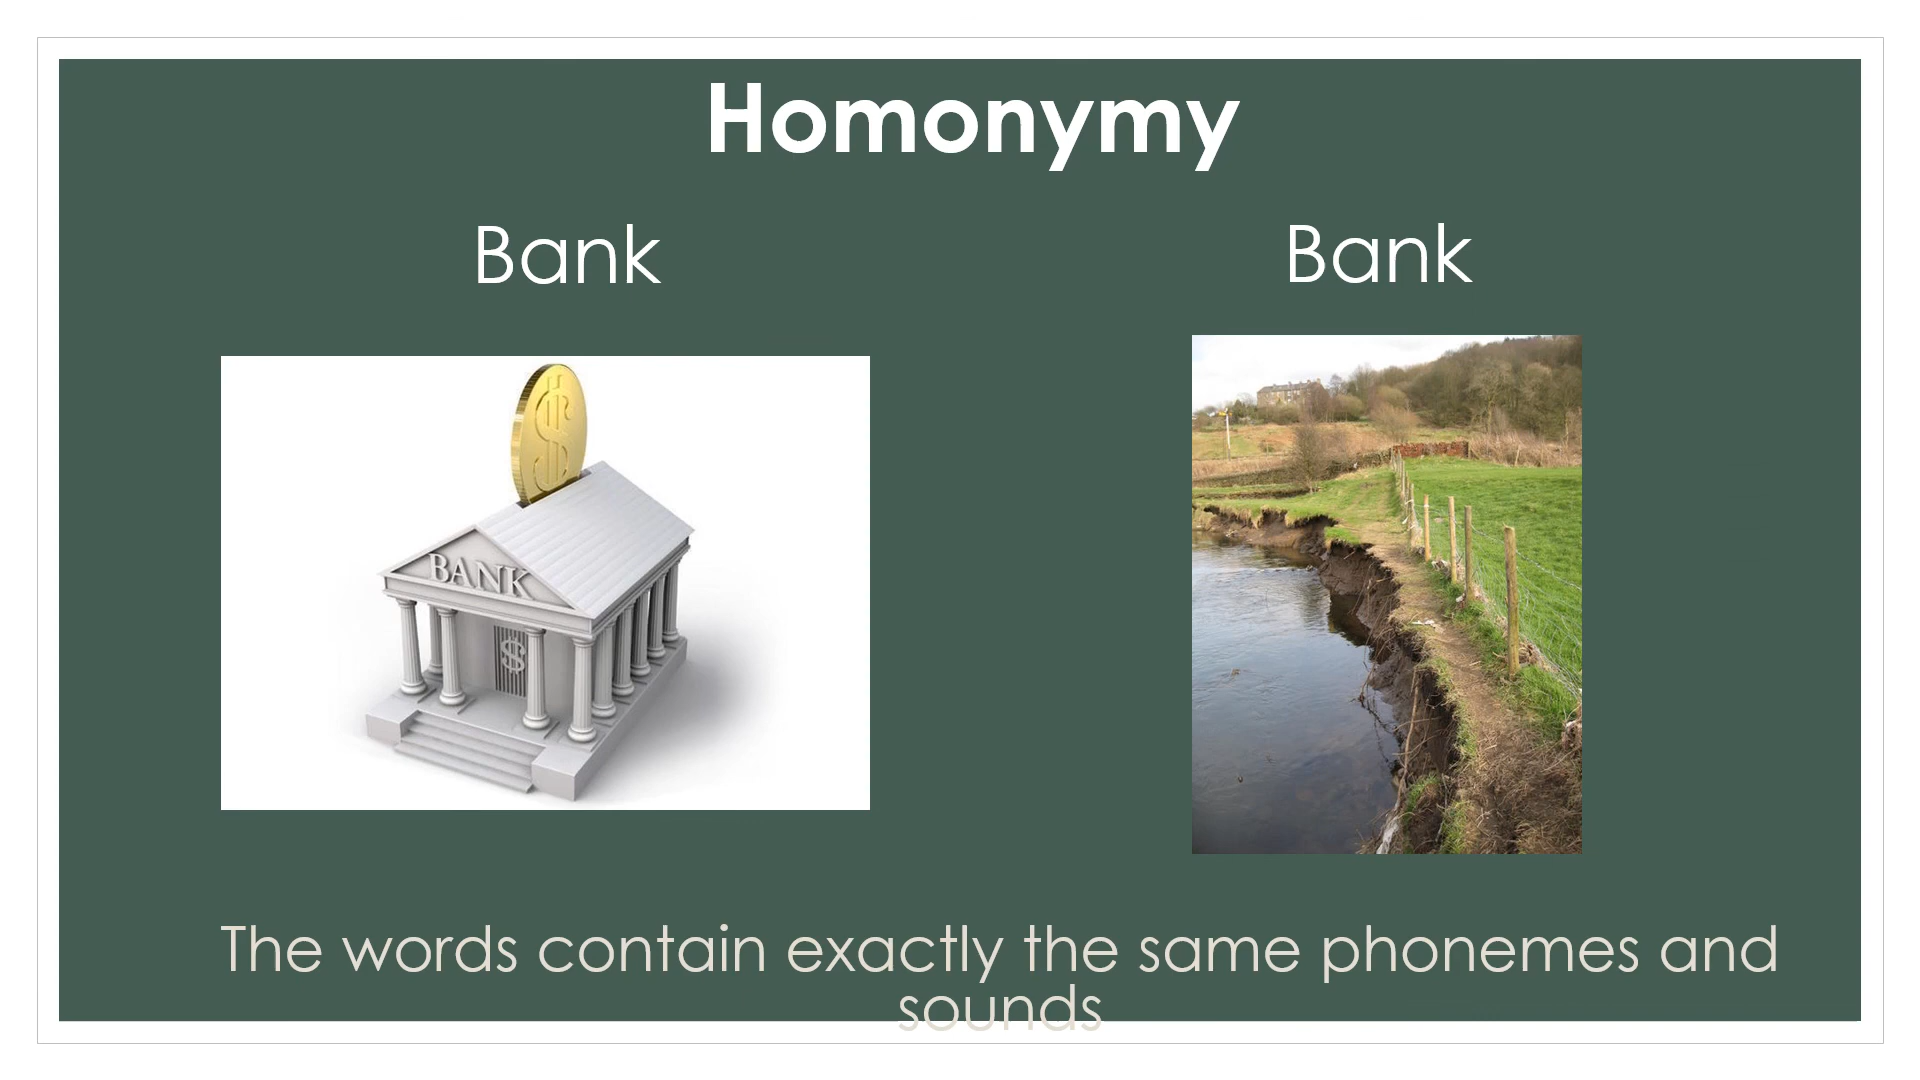 Homonymy
Bank
Bank
BANK
The words contain exactly the same phonemes and
sounds